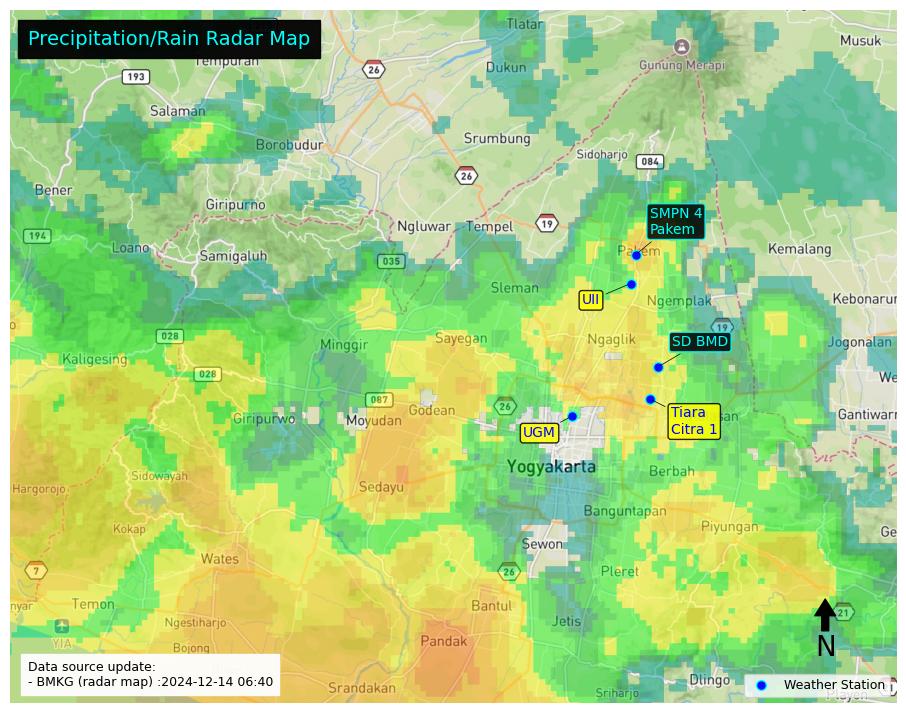 Precipitation/Rain Radar Map
Tlatar
Musuk
Gunung Merapi
Tempuran
26
193
Dukun
Salaman
Borobudur
Srumbung
Sidoharjo
084
26
Bener
Giripurno
SMPN 4
Pakem
194
Ngluwar
Tempel
19
Loano
Samigaluh
035
Pakem
Kemalang
Sleman
UII
Ngemplak
Kebonarum
028
19
Minggir
Sayegan
Ngaglik
SD BMD
Jogonalan
Kaligesing
028
087
Godean
26
Giripurwo
Moyudan
Tiara
Citra 1
UGM
Yogyakarta
Sidowayah
Berbah
Hargorojo
Sedayu
Banguntapan
Kokap
Piyungan
Sewon
Wates
7
26
Pleret
Temon
Bantul
21
Ngestiharjo
Jetis
YIA
Bojong
Pandak
N
Data source update:
- BMKG (radar map) :2024-12-14 06:40
Srandakan
Dlingo
Sriharjo
Weather Station